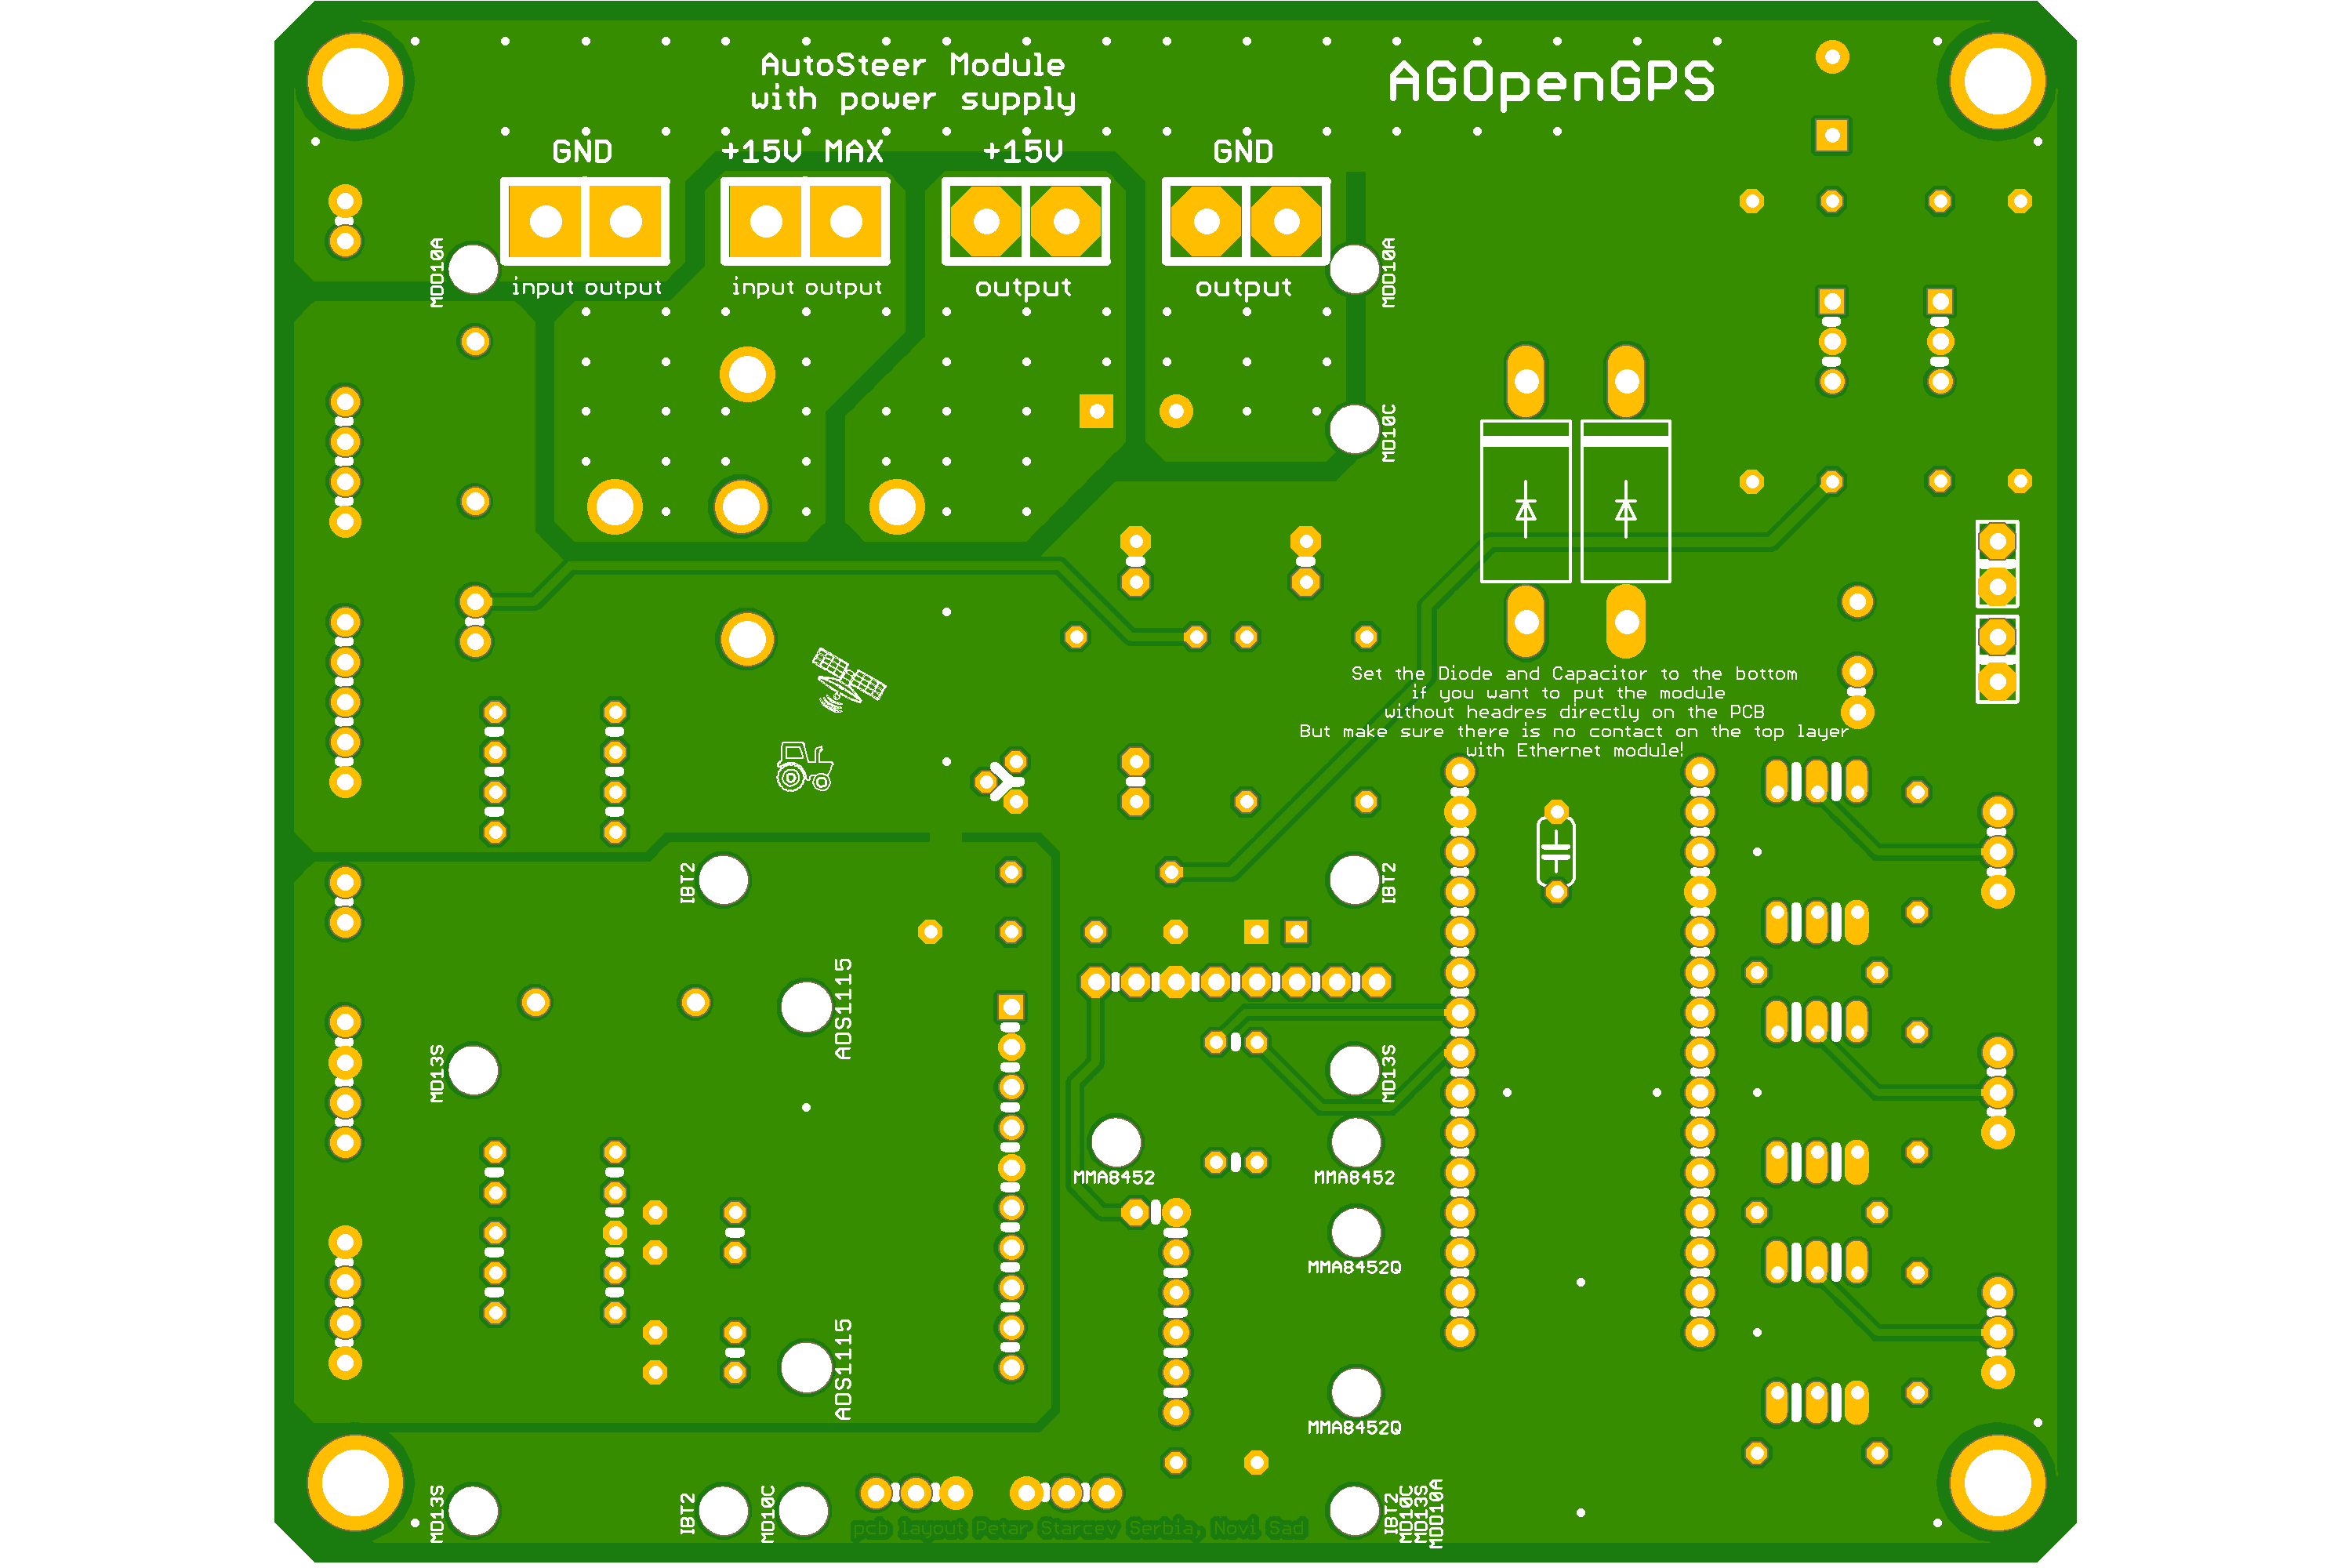 AutoSteer Module
with power supply
AGOpenGPS
GND
+15V MAX
+15V
GND
input output
input output
output
output
MDD10A
MDD10A
MD10C
Set the Diode and Capacitor to the bottom
if you want to put the module
without headres directly on the PCB
But make sure there is no contact on the top layer
with Ethernet module!
IBT2
IBT2
ADS1115
MD13S
MD13S
MMA8452
MMA8452
MMA8452Q
ADS1115
MMA8452Q
MD13S
IBT2
MD10C
IBT2
MD10C
MD13S
MDD10A
pcb layout Petar Starcev Serbia, Novi Sad